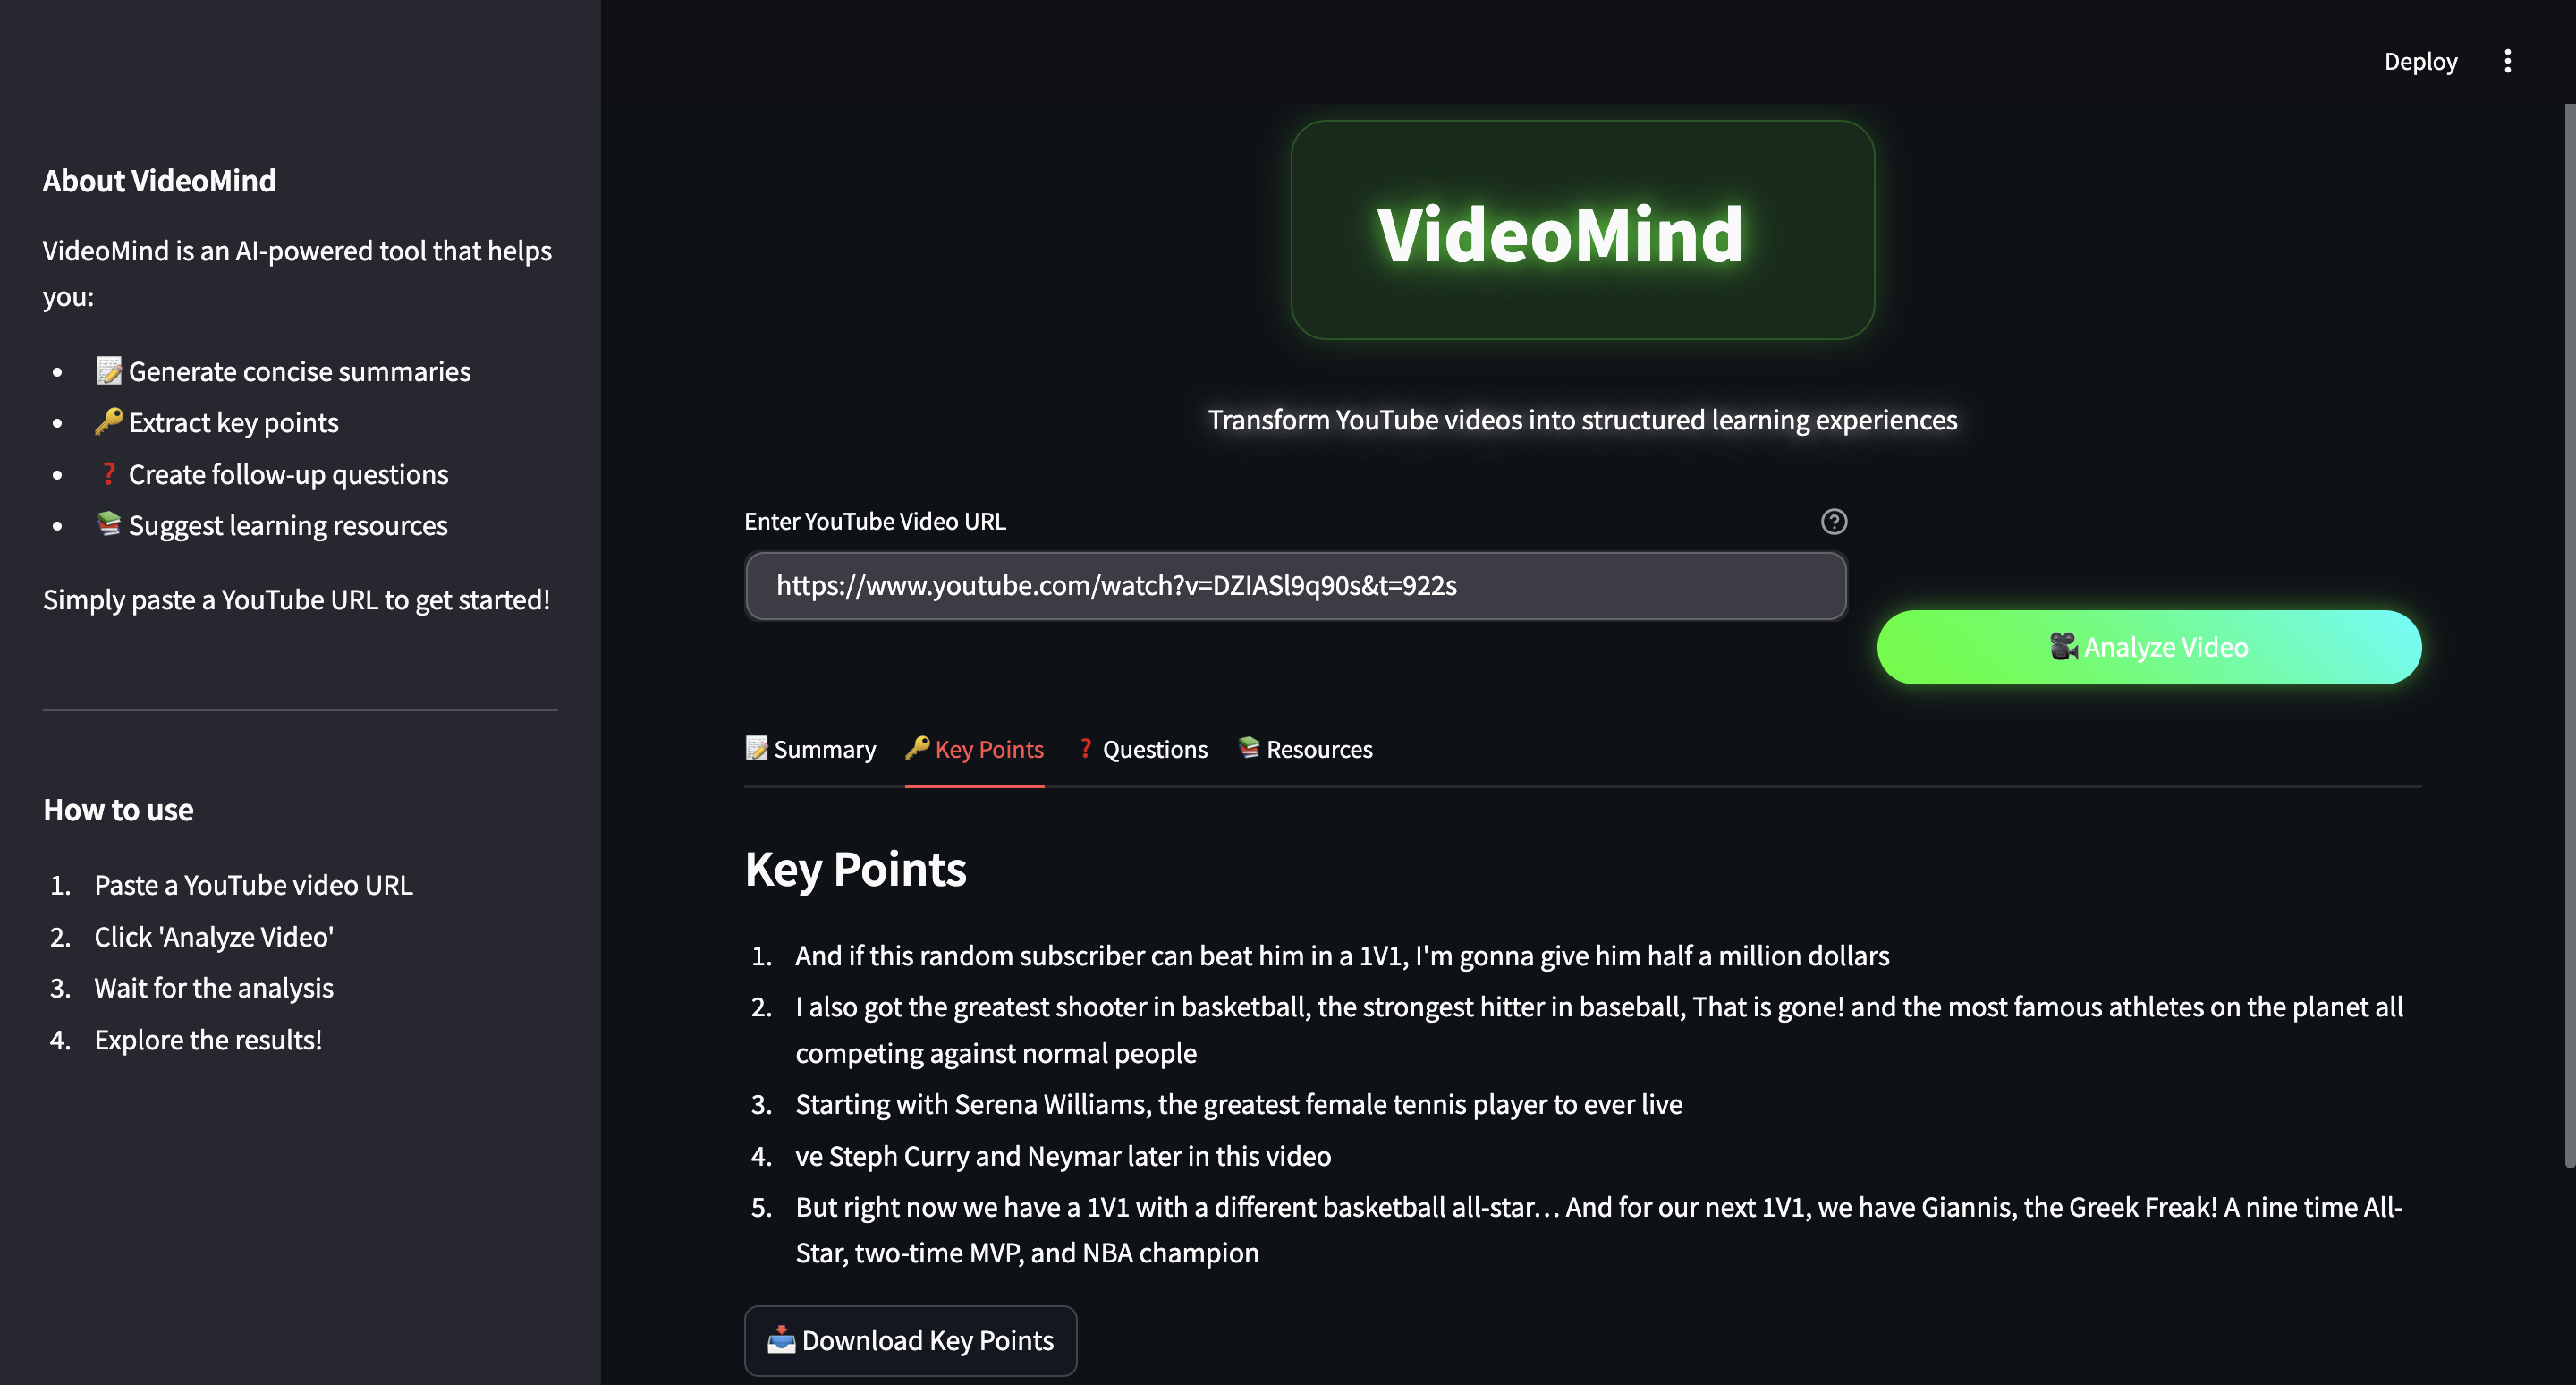 Deploy
About VideoMind
VideoMind is an AI-powered tool that helps
you:
• 📝 Generate concise summaries
• 🔑 Extract key points
• ❓ Create follow-up questions
• 📚 Suggest learning resources
Simply paste a YouTube URL to get started!
How to use
1. Paste a YouTube video URL
2. Click 'Analyze Video'
3. Wait for the analysis
4. Explore the results!
VideoMind
Transform YouTube videos into structured learning experiences
Enter YouTube Video URL
https://www.youtube.com/watch?v=DZIASl9q90s&t=922s
🎥 Analyze Video
📝 Summary 🔑 Key Points ❓ Questions 📚 Resources
Key Points
1. And if this random subscriber can beat him in a 1V1, I'm gonna give him half a million dollars
2. I also got the greatest shooter in basketball, the strongest hitter in baseball, That is gone! and the most famous athletes on the planet all
competing against normal people
3. Starting with Serena Williams, the greatest female tennis player to ever live
4. ve Steph Curry and Neymar later in this video
5. But right now we have a 1V1 with a different basketball all-star… And for our next 1V1, we have Giannis, the Greek Freak! A nine time All-
Star, two-time MVP, and NBA champion
📥 Download Key Points